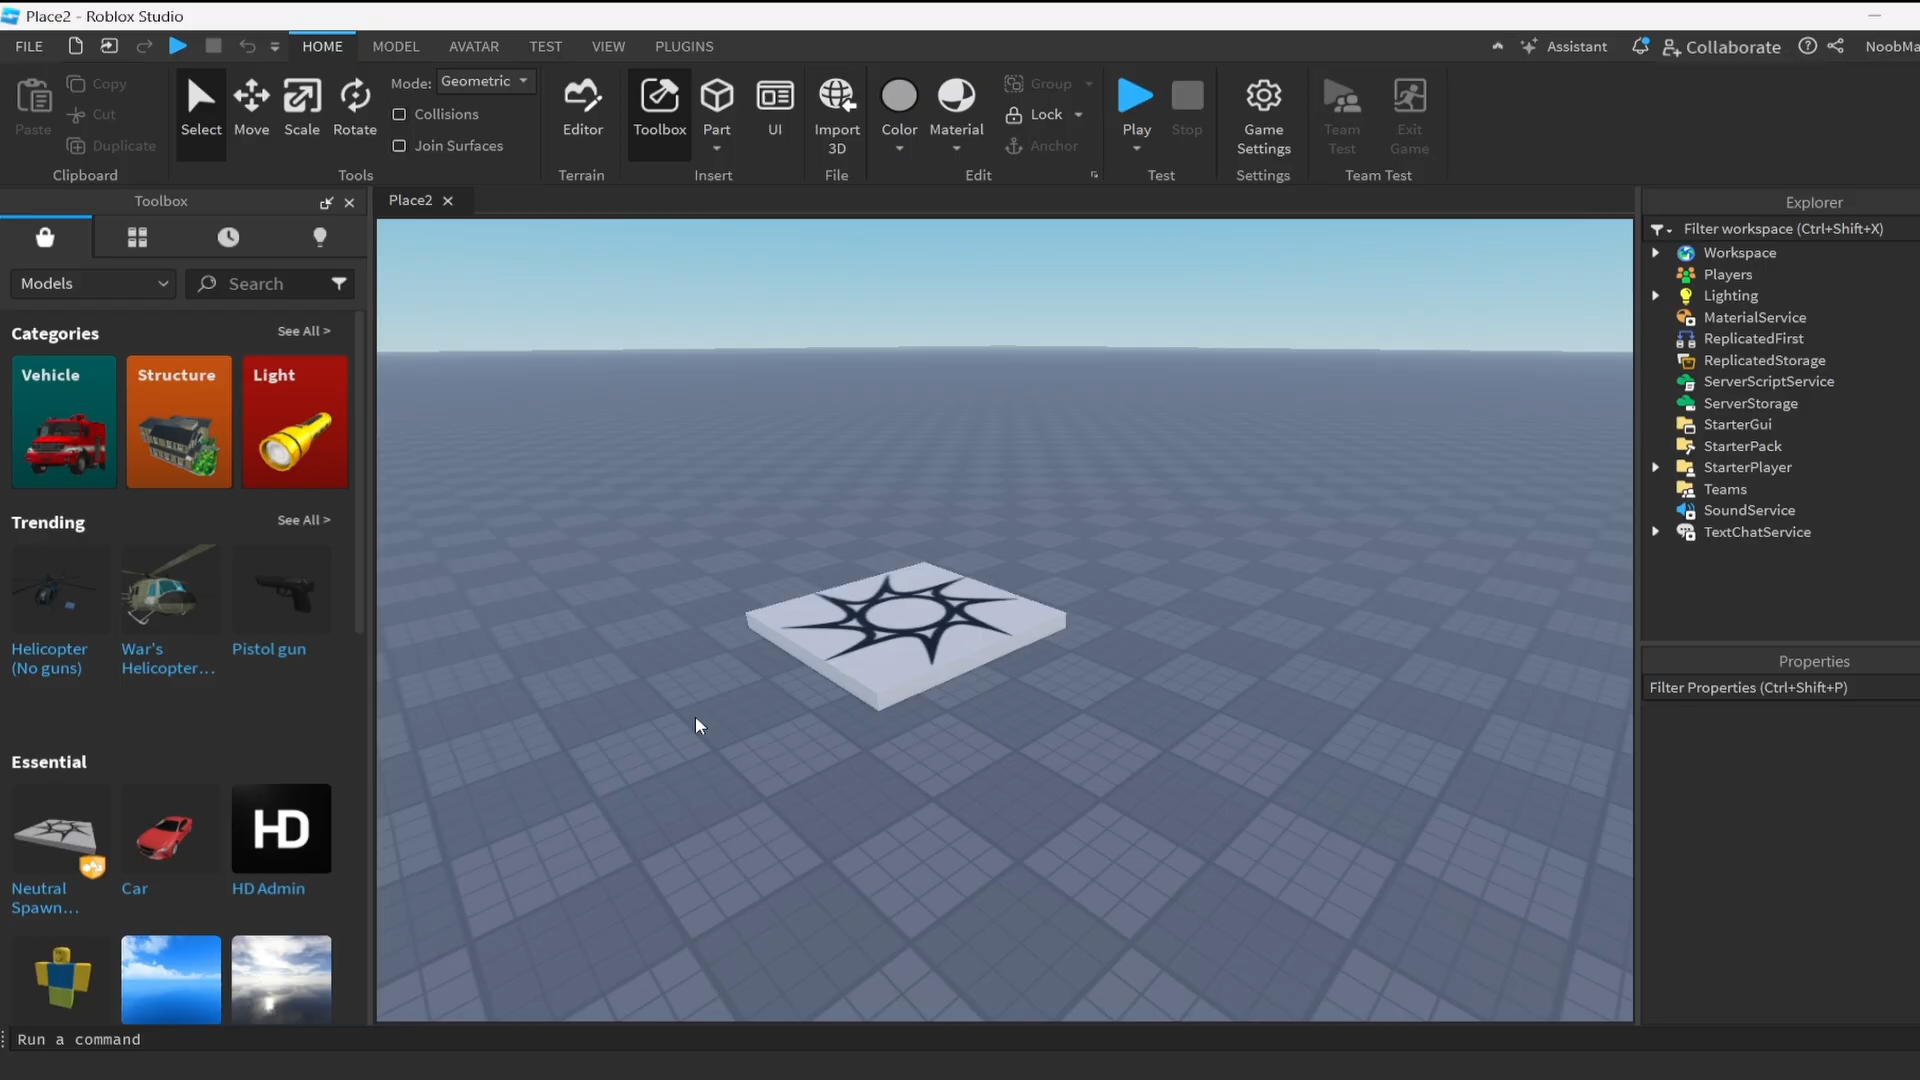 Place2 - Roblox Studio
FILE HOME MODEL AVATAR TEST VIEW PLUGINS Assistant Collaborate
Paste
Copy
Cut
Duplicate
Clipboard
Select Move Scale Rotate
Mode: Geometric
Collisions
Join Surfaces
Tools
Editor
Terrain
Toolbox Part UI
Insert
Import
3D
File
Color Material
Group
Lock
Anchor
Edit
Play Stop
Test
Game
Settings
Settings
Team
Test
Exit
Game
Team Test
Toolbox
Models Search
Categories See All >
Vehicle Structure Light
Trending See All >
Helicopter
(No guns)
War's
Helicopter...
Pistol gun
Essential
HD
Neutral
Spawn...
Car
HD Admin
Place2
Explorer
Filter workspace (Ctrl+Shift+X)
Workspace
Players
Lighting
MaterialService
ReplicatedFirst
ReplicatedStorage
ServerScriptService
ServerStorage
StarterGui
StarterPack
StarterPlayer
Teams
SoundService
TextChatService
Properties
Filter Properties (Ctrl+Shift+P)
Run a command